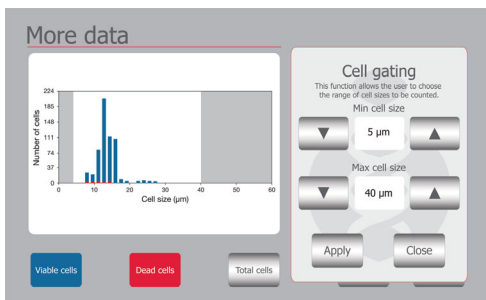 More data
224
185
148
111
74
37
0
Number of cells
0 10 20 30 40 50 60
Cell size (µm)
Viable cells
Dead cells
Total cells
Cell gating
This function allows the user to choose
the range of cell sizes to be counted.
Min cell size
5 µm
Max cell size
40 µm
Apply
Close